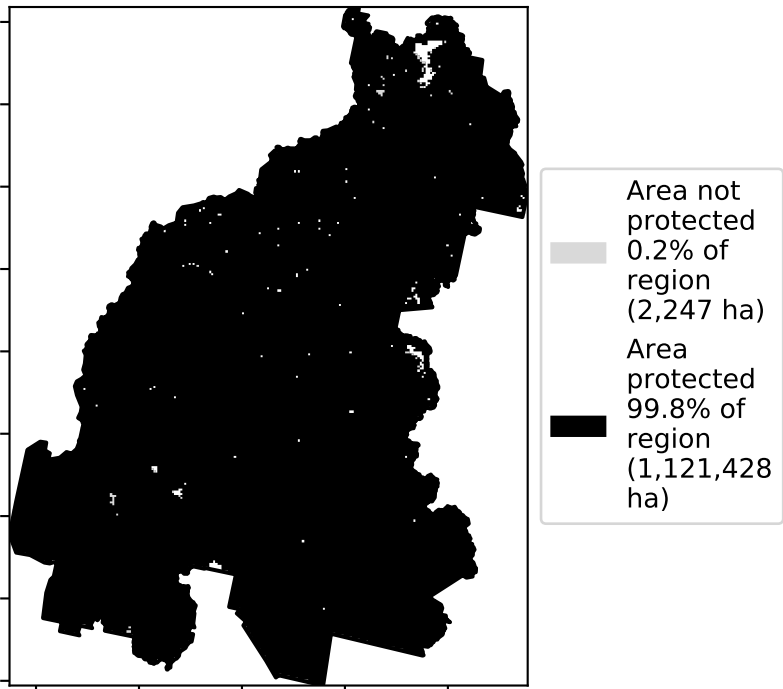 Area not
protected
0.2% of
region
(2,247 ha)
Area
protected
99.8% of
region
(1,121,428
ha)